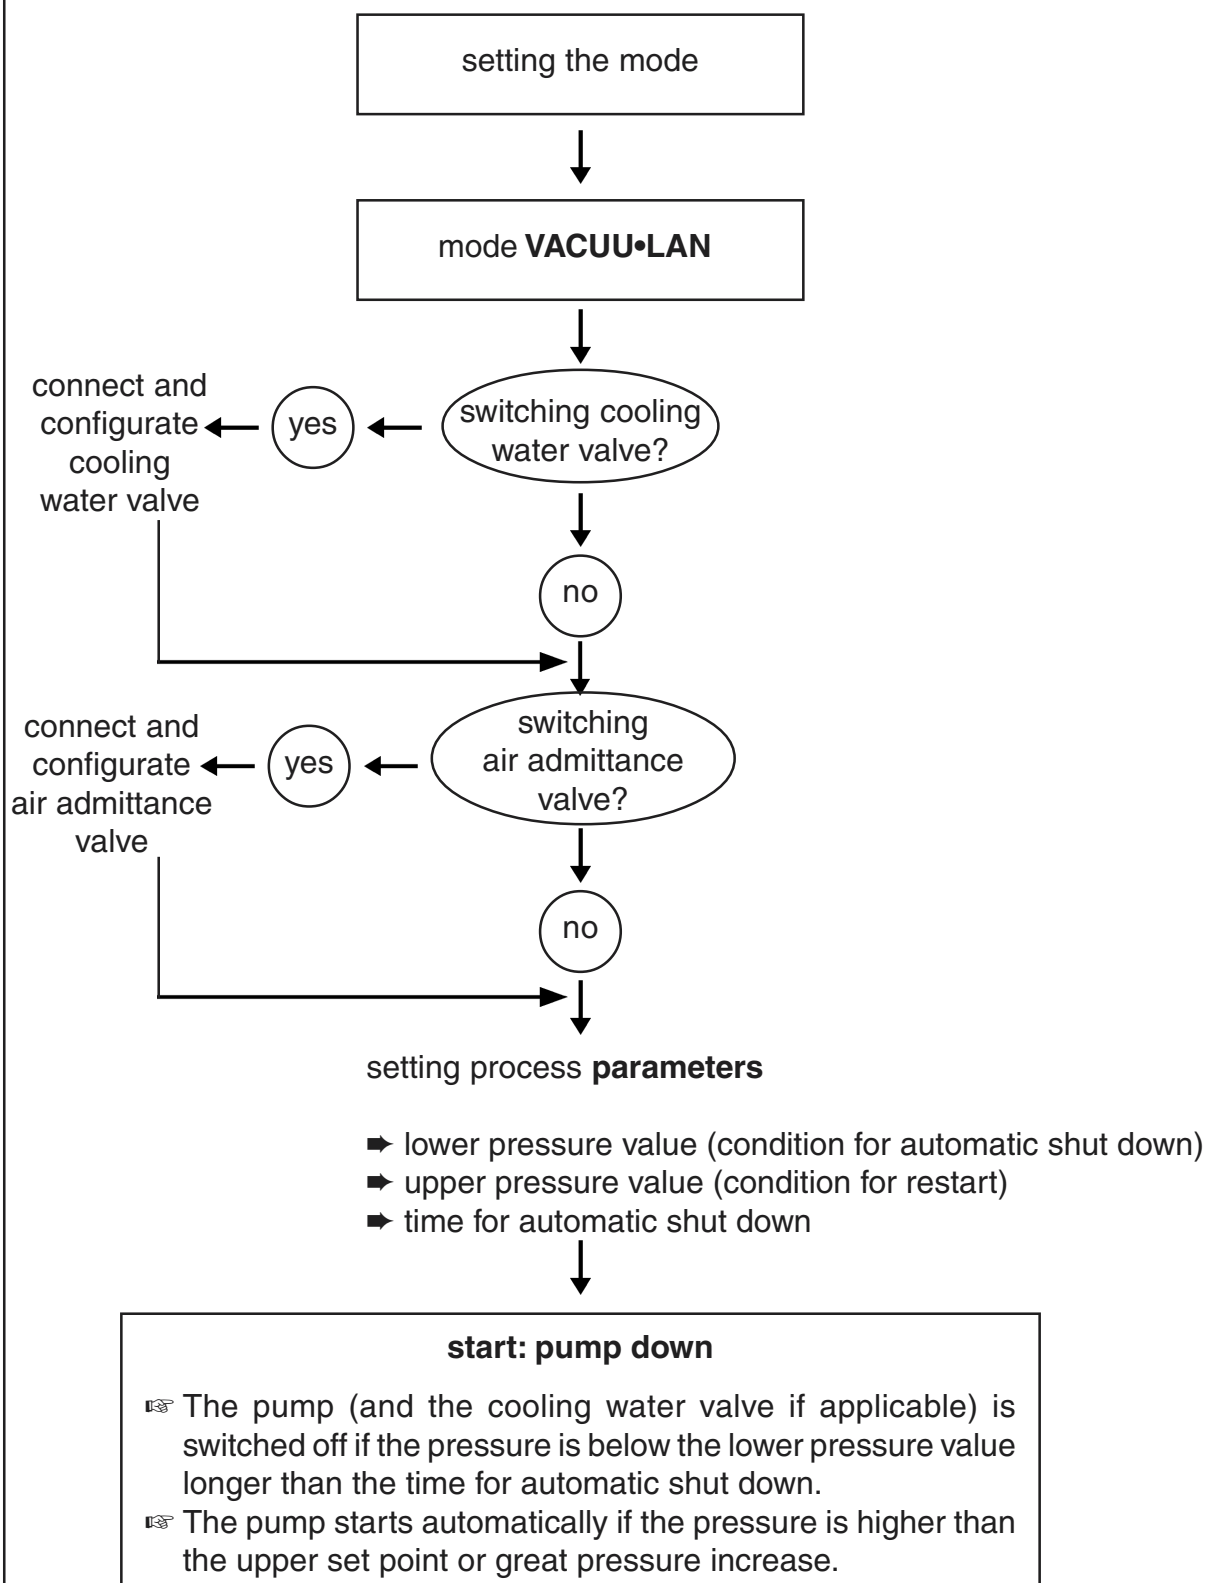 setting the mode
mode VACUU•LAN
switching cooling
water valve?
yes
connect and
configurate
cooling
water valve
no
switching
air admittance
valve?
yes
connect and
configurate
air admittance
valve
no
setting process parameters
➨ lower pressure value (condition for automatic shut down)
➨ upper pressure value (condition for restart)
➨ time for automatic shut down
start: pump down
☞ The pump (and the cooling water valve if applicable) is
switched off if the pressure is below the lower pressure value
longer than the time for automatic shut down.
☞ The pump starts automatically if the pressure is higher than
the upper set point or great pressure increase.